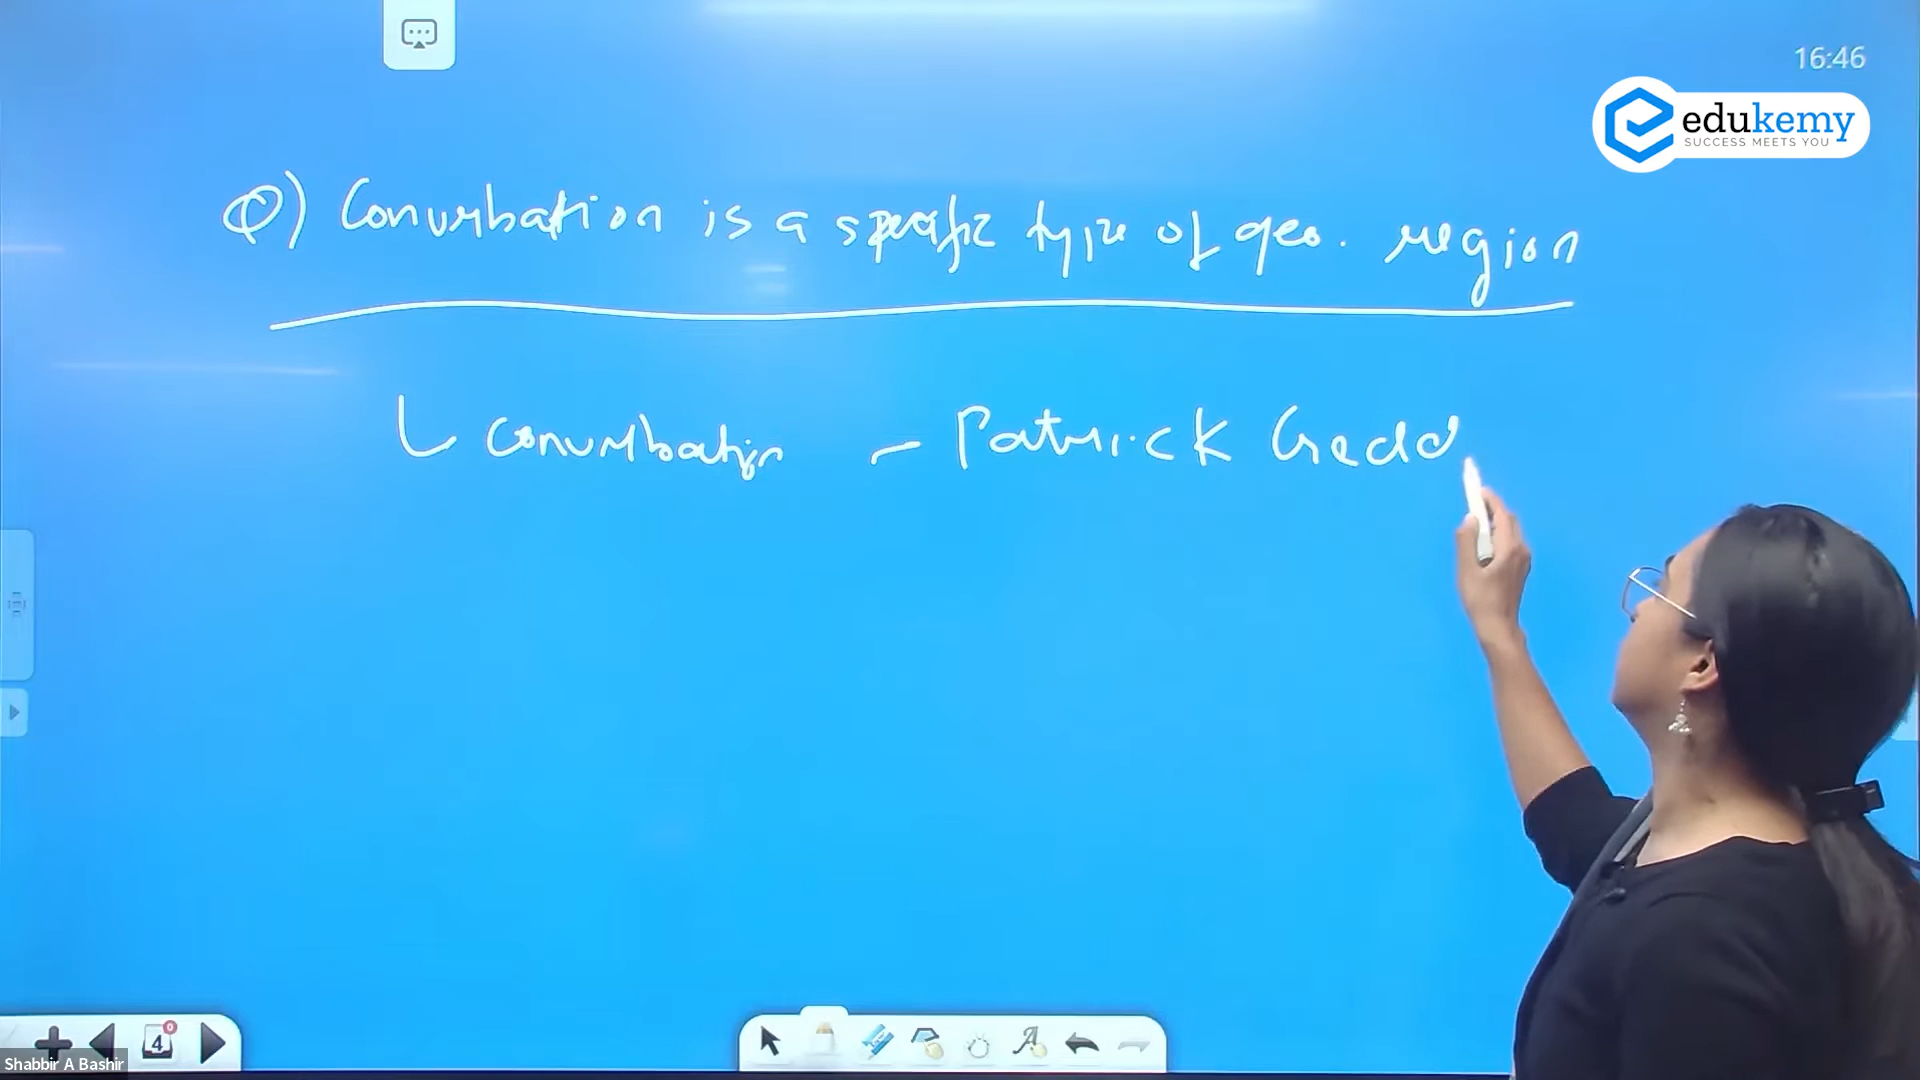 16:46
edukemy
SUCCESS MEETS YOU
Q) Conurbation is a specific type of geo. region
conurbation - Patrick Gedd
4
0
Shabbir A Bashir